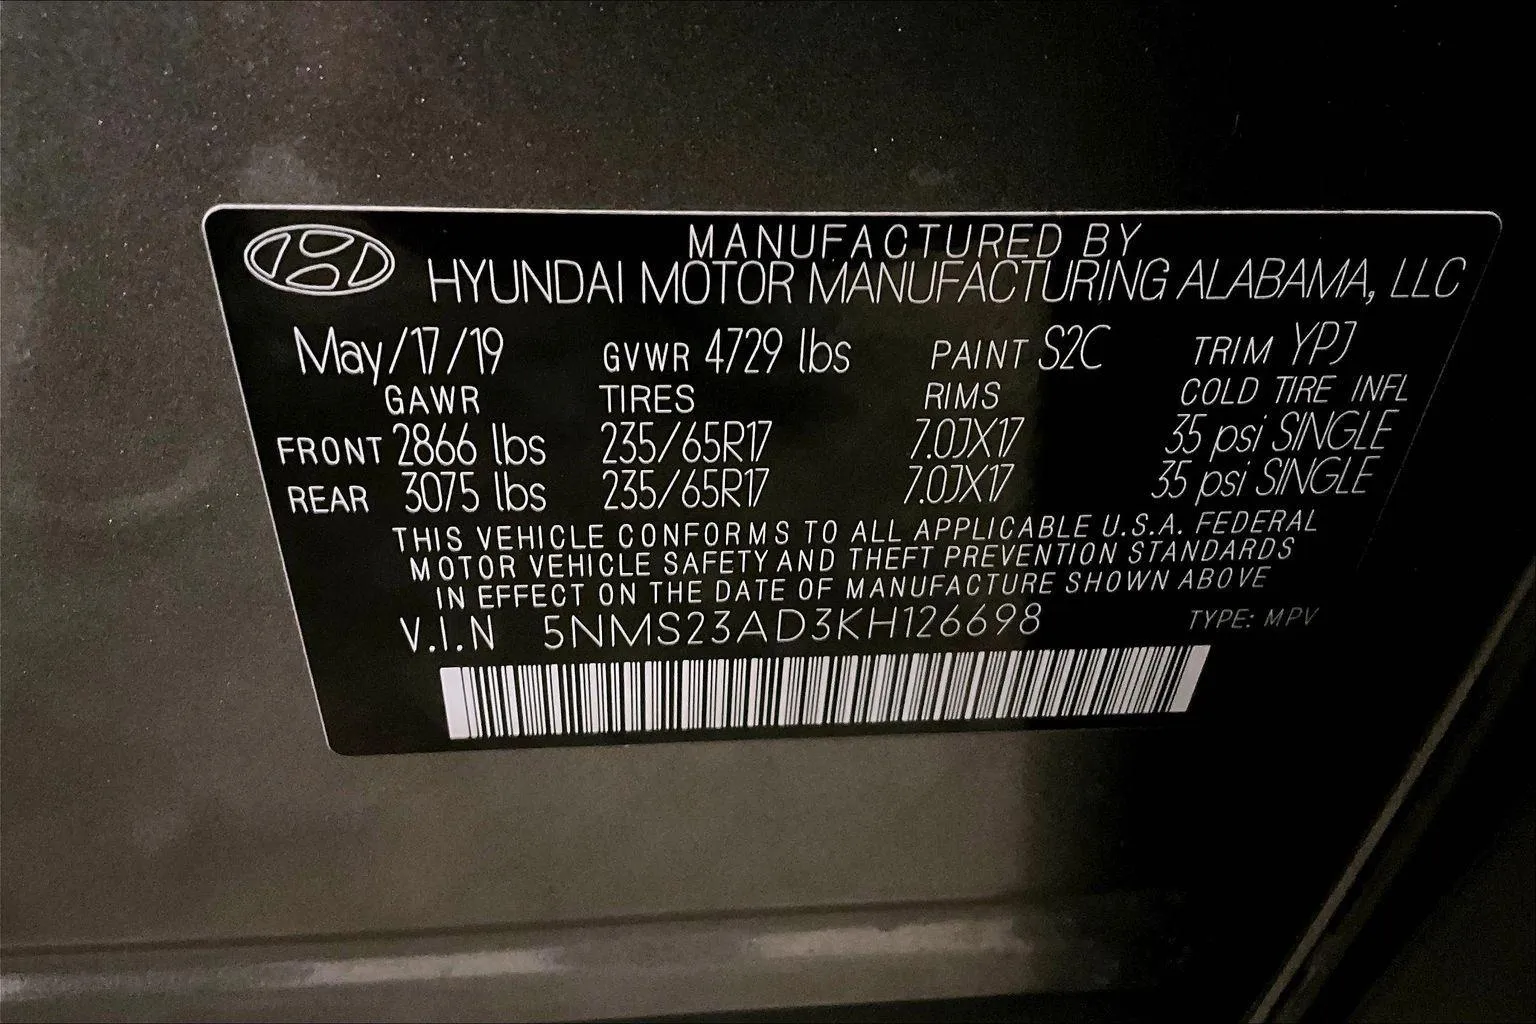 MANUFACTURED BY
HYUNDAI MOTOR MANUFACTURING ALABAMA, LLC
May/17/19 GVWR 4729 lbs PAINT S2C TRIM YPJ
GAWR TIRES RIMS COLD TIRE INFL
FRONT 2866 lbs 235/65R17 7.0JX17 35 psi SINGLE
REAR 3075 lbs 235/65R17 7.0JX17 35 psi SINGLE
THIS VEHICLE CONFORMS TO ALL APPLICABLE U.S.A. FEDERAL
MOTOR VEHICLE SAFETY AND THEFT PREVENTION STANDARDS
IN EFFECT ON THE DATE OF MANUFACTURE SHOWN ABOVE
V.I.N 5NMS23AD3KH126698 TYPE: MPV